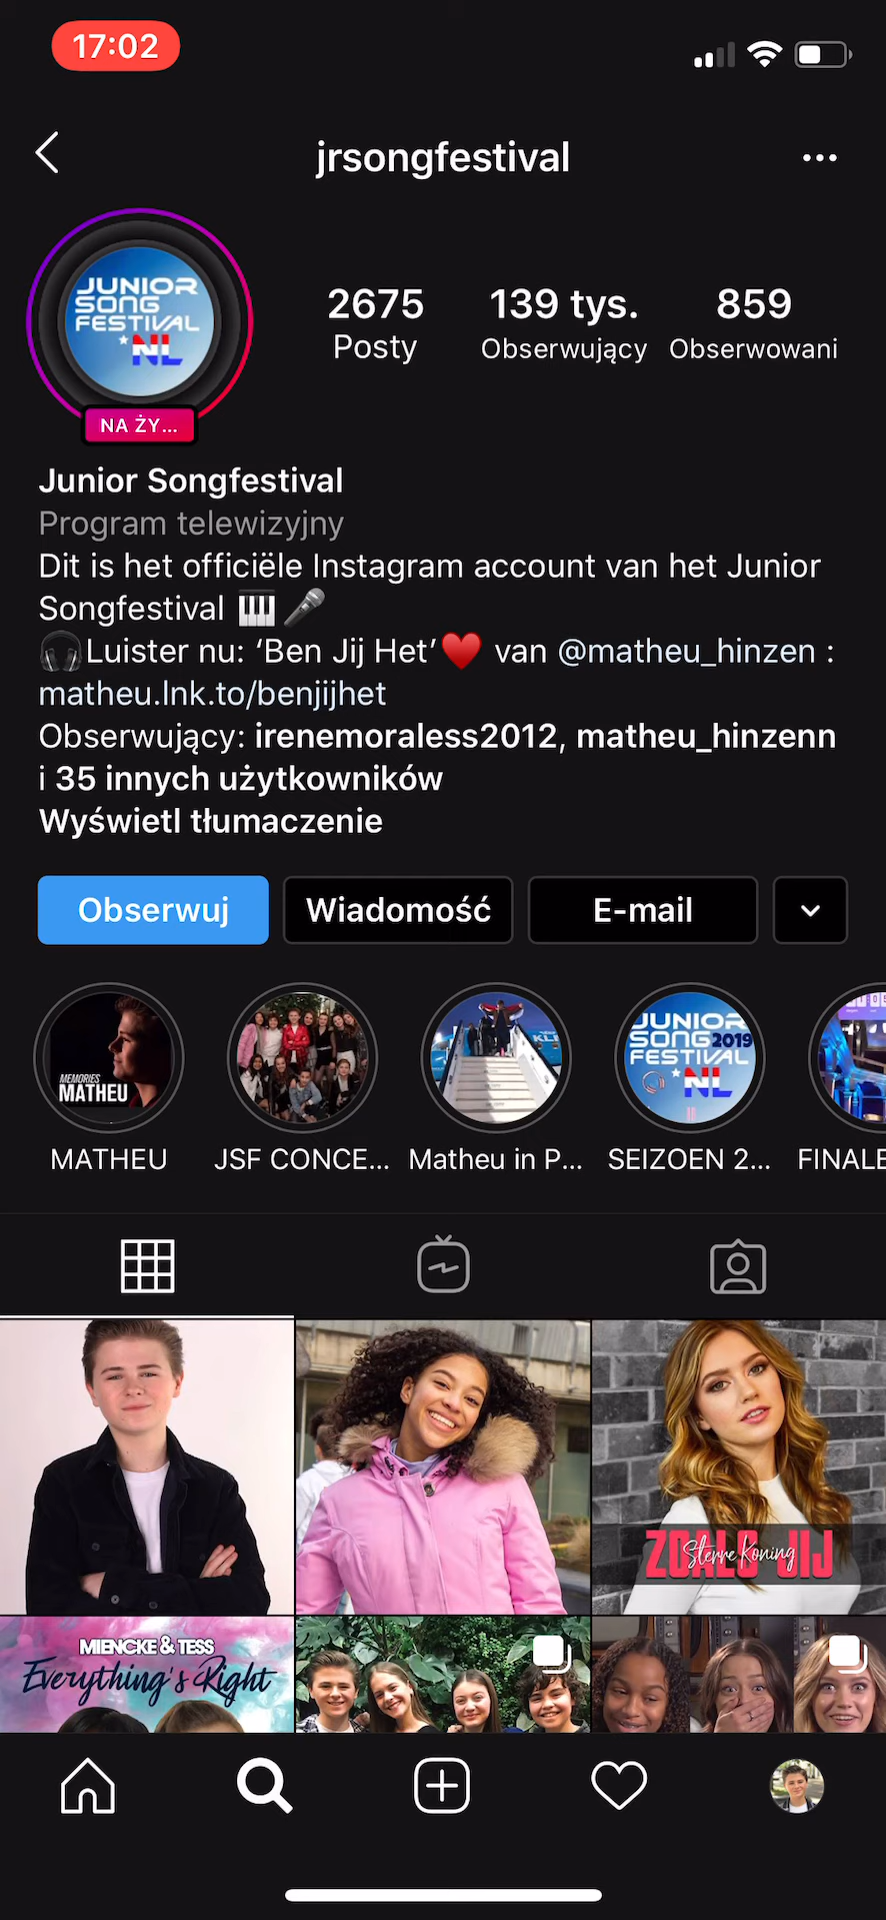 17:02
jrsongfestival
JUNIOR
SONG
FESTIVAL
NL
NA ŻY...
2675
Posty
139 tys.
Obserwujący
859
Obserwowani
Junior Songfestival
Program telewizyjny
Dit is het officiële Instagram account van het Junior
Songfestival 🎹 🎤
🎧Luister nu: ‘Ben Jij Het’❤️ van @matheu_hinzen :
matheu.lnk.to/benjijhet
Obserwujący: irenemoraless2012, matheu_hinzenn
i 35 innych użytkowników
Wyświetl tłumaczenie
Obserwuj
Wiadomość
E-mail
MEMORIES
MATHEU
KL
JUNIOR
SONG 2019
FESTIVAL
NL
MATHEU
JSF CONCE...
Matheu in P...
SEIZOEN 2...
FINALE
ZOALS JIJ
Sterre Koning
MIENCKE & TESS
Everything's Right